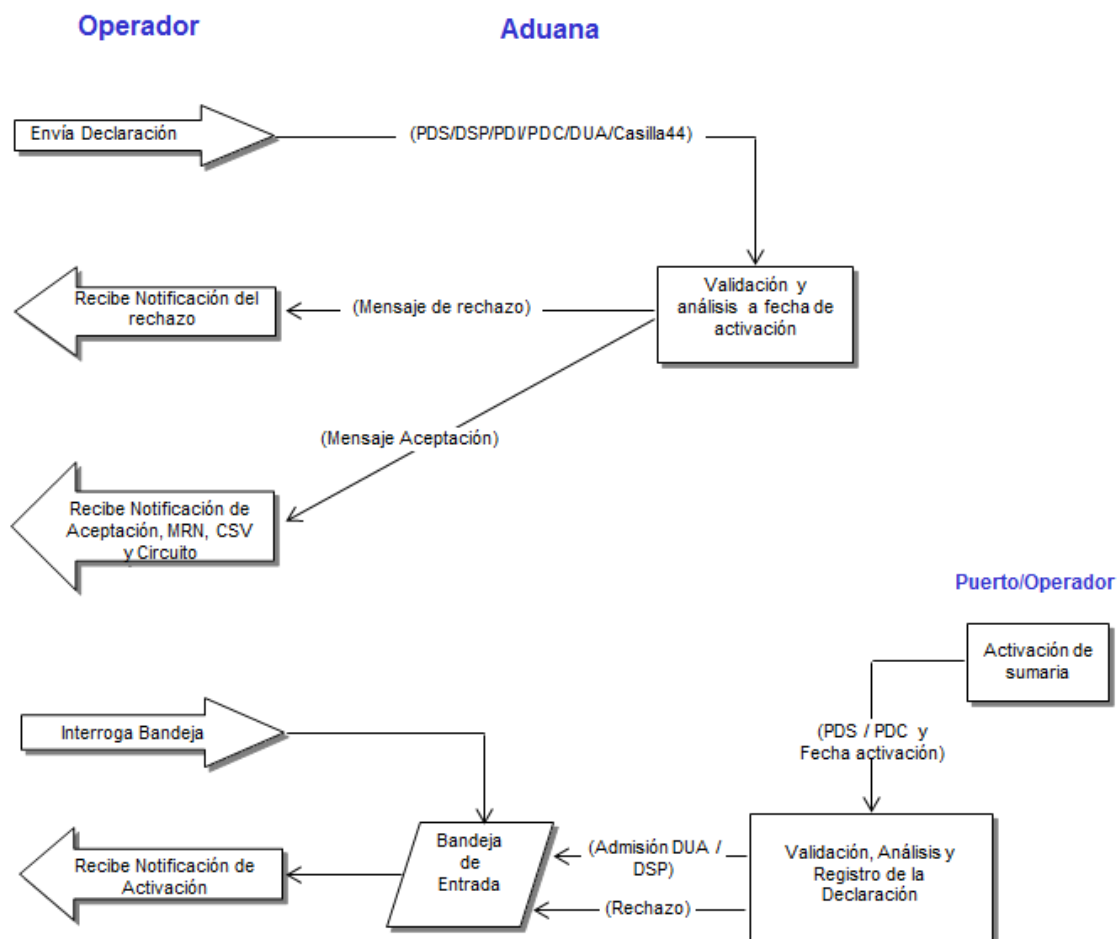 Operador
Aduana
Envía Declaración
(PDS/DSP/PDI/PDC/DUA/Casilla44)
Recibe Notificación del
rechazo
(Mensaje de rechazo)
Validación y
análisis a fecha de
activación
(Mensaje Aceptación)
Recibe Notificación de
Aceptación, MRN, CSV
y Circuito
Puerto/Operador
Activación de
sumaria
Interroga Bandeja
(PDS / PDC y
Fecha activación)
Recibe Notificación de
Activación
Bandeja
de
Entrada
(Admisión DUA /
DSP)
(Rechazo)
Validación, Análisis y
Registro de la
Declaración